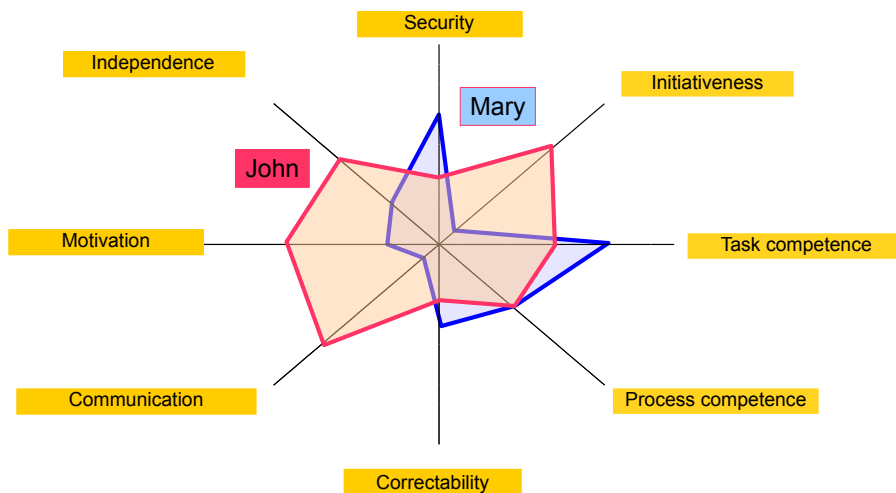 Security
Independence
Initiativeness
Mary
John
Motivation
Task competence
Communication
Process competence
Correctability